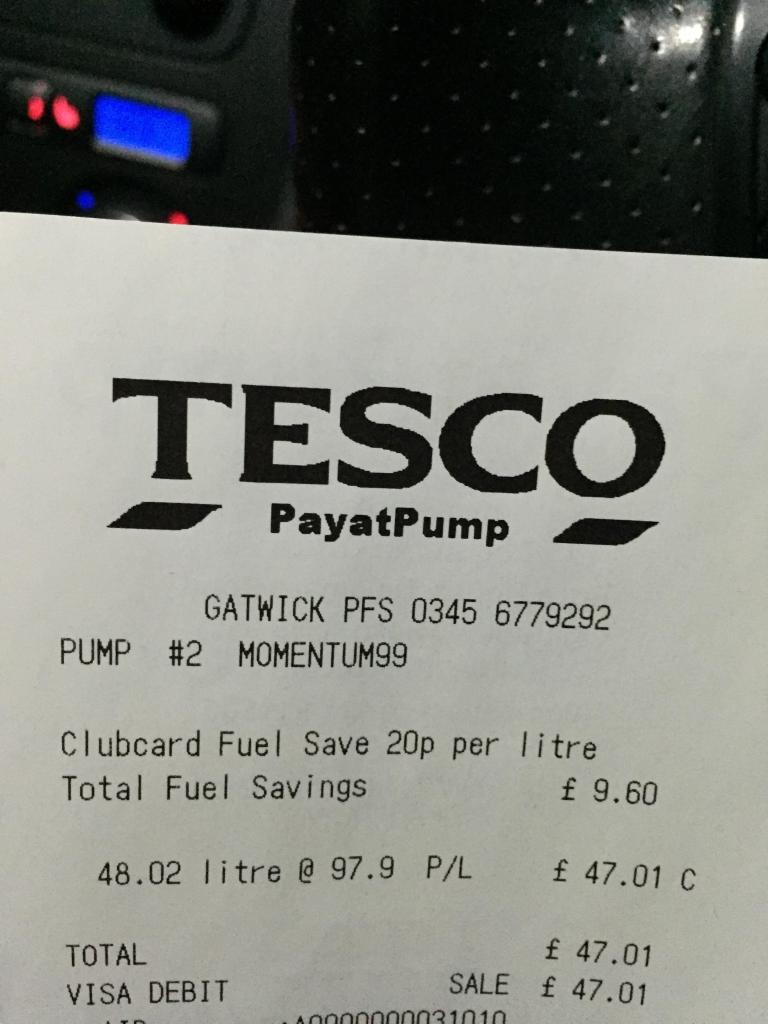 TESCO
PayatPump
GATWICK PFS 0345 6779292
PUMP #2 MOMENTUM99
Clubcard Fuel Save 20p per litre
Total Fuel Savings £ 9.60
48.02 litre @ 97.9 P/L £ 47.01 C
TOTAL £ 47.01
VISA DEBIT SALE £ 47.01
:A0000000031010